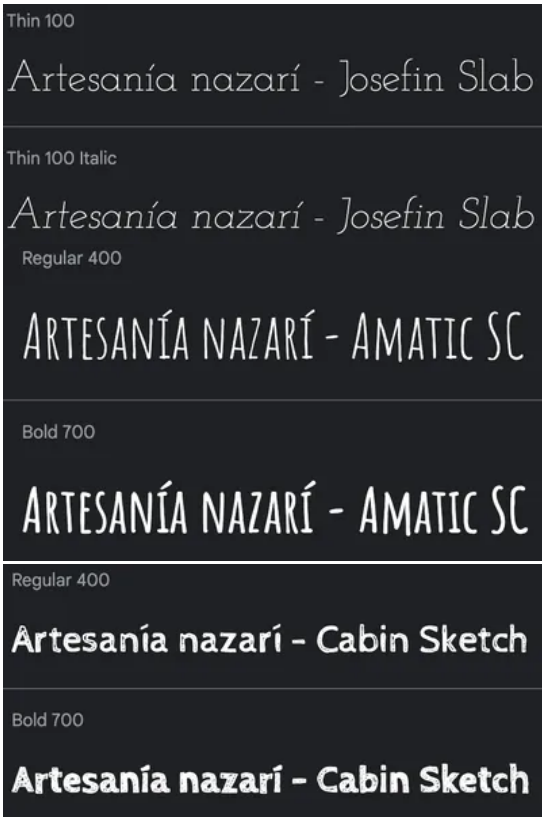 Thin 100
Artesanía nazarí - Josefin Slab
Thin 100 Italic
Artesanía nazarí - Josefin Slab
Regular 400
Artesanía nazarí - Amatic SC
Bold 700
Artesanía nazarí - Amatic SC
Regular 400
Artesanía nazarí - Cabin Sketch
Bold 700
Artesanía nazarí - Cabin Sketch